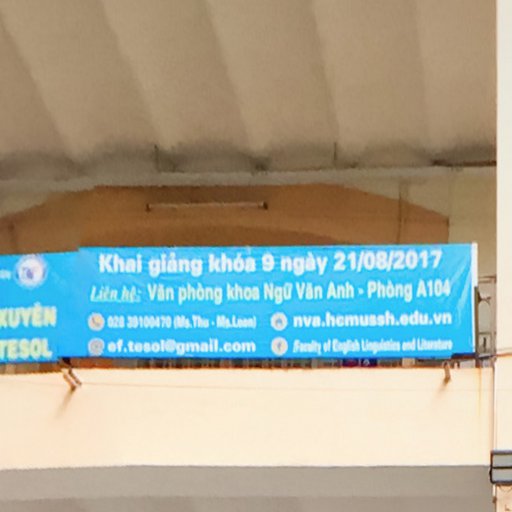 Khai giảng khóa 9 ngày 21/08/2017
Liên hệ: Văn phòng khoa Ngữ Văn Anh - Phòng A104
XUYÊN
TESOL
028 39100470 (Ms.Thu - Ms.Loan)
nva.hcmussh.edu.vn
ef.tesol@gmail.com
/Faculty of English Linguistics and Literature